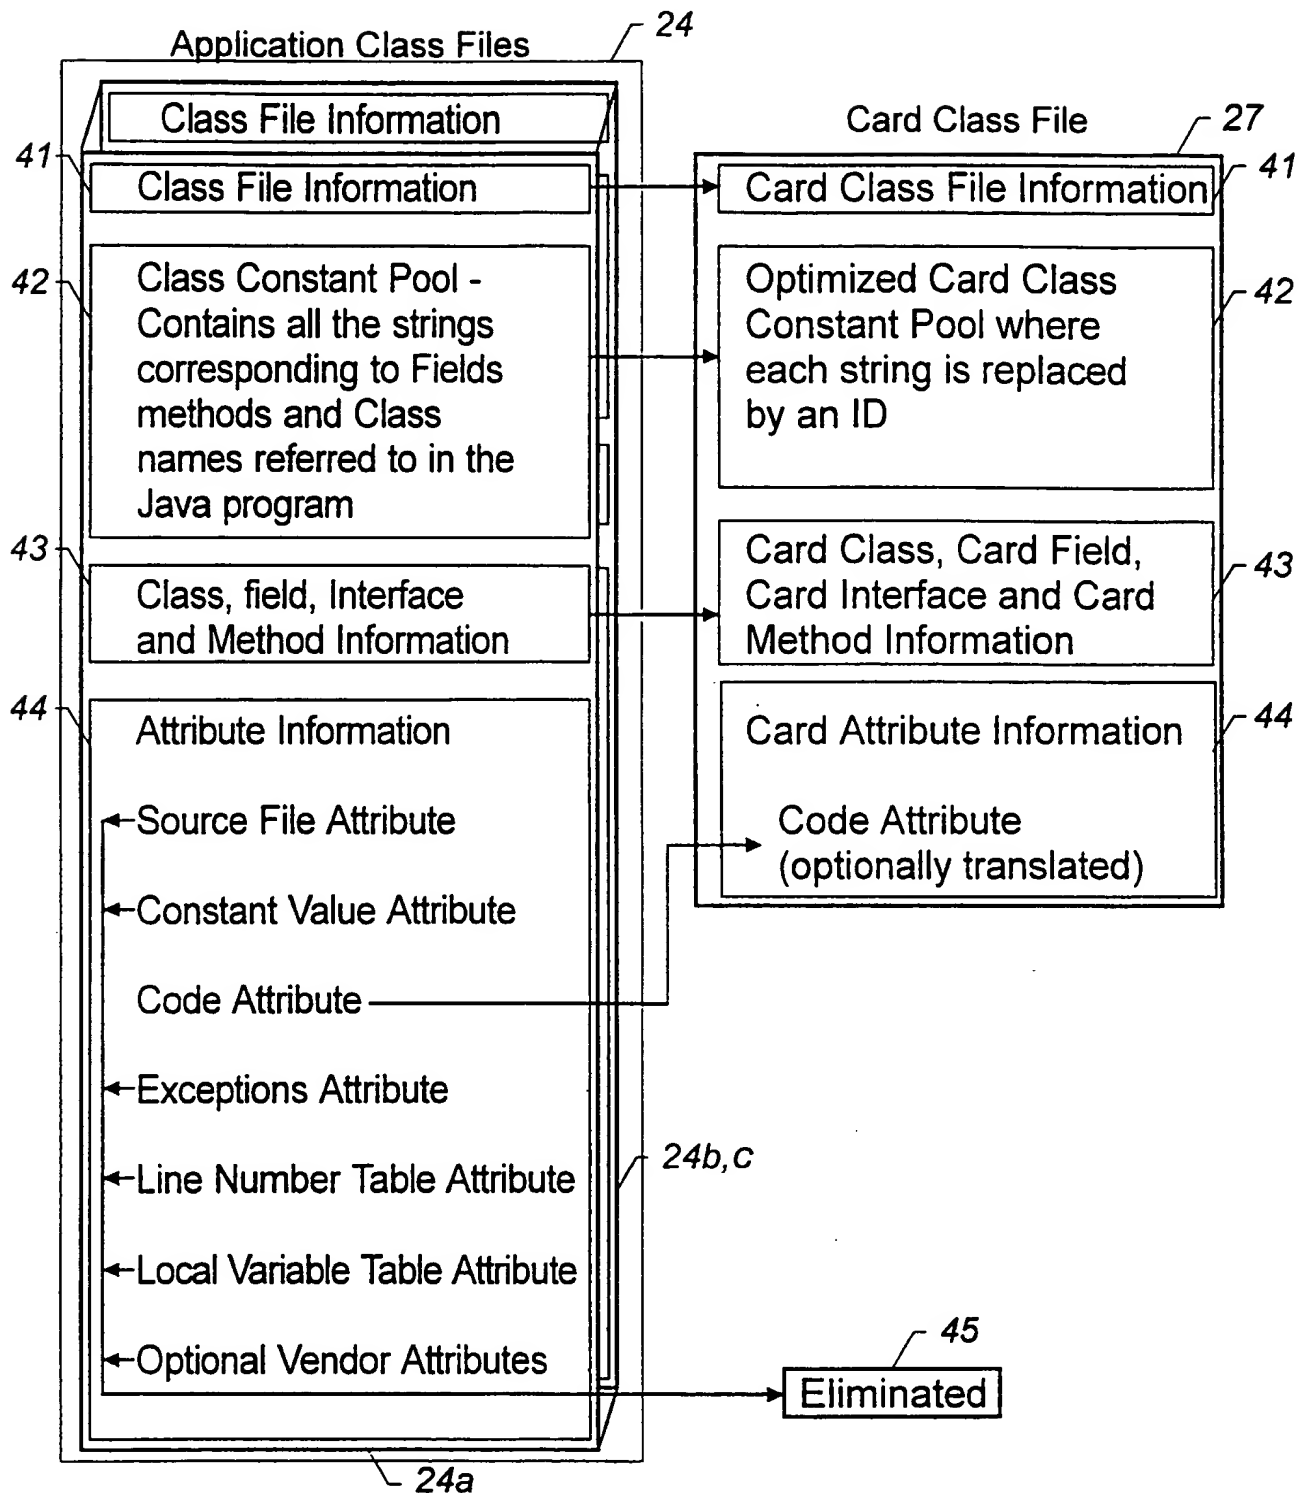 24
Application Class Files
Class File Information
Card Class File
27
41
Class File Information
Card Class File Information
41
42
Class Constant Pool -
Contains all the strings
corresponding to Fields
methods and Class
names referred to in the
Java program
Optimized Card Class
Constant Pool where
each string is replaced
by an ID
42
43
Class, field, Interface
and Method Information
Card Class, Card Field,
Card Interface and Card
Method Information
43
44
Attribute Information
Source File Attribute
Constant Value Attribute
Code Attribute
Exceptions Attribute
Line Number Table Attribute
Local Variable Table Attribute
Optional Vendor Attributes
Card Attribute Information
Code Attribute
(optionally translated)
44
24b,c
45
Eliminated
24a